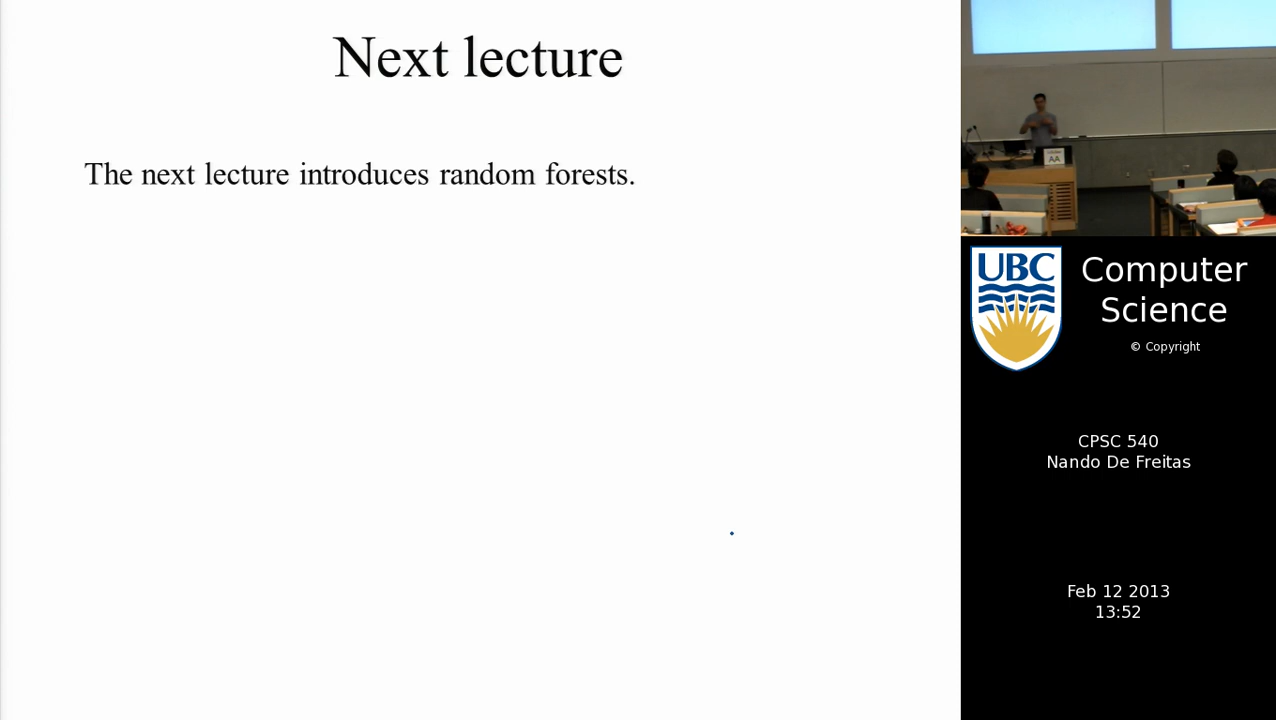 Next lecture
The next lecture introduces random forests.
AA
UBC
Computer
Science
© Copyright
CPSC 540
Nando De Freitas
Feb 12 2013
13:52